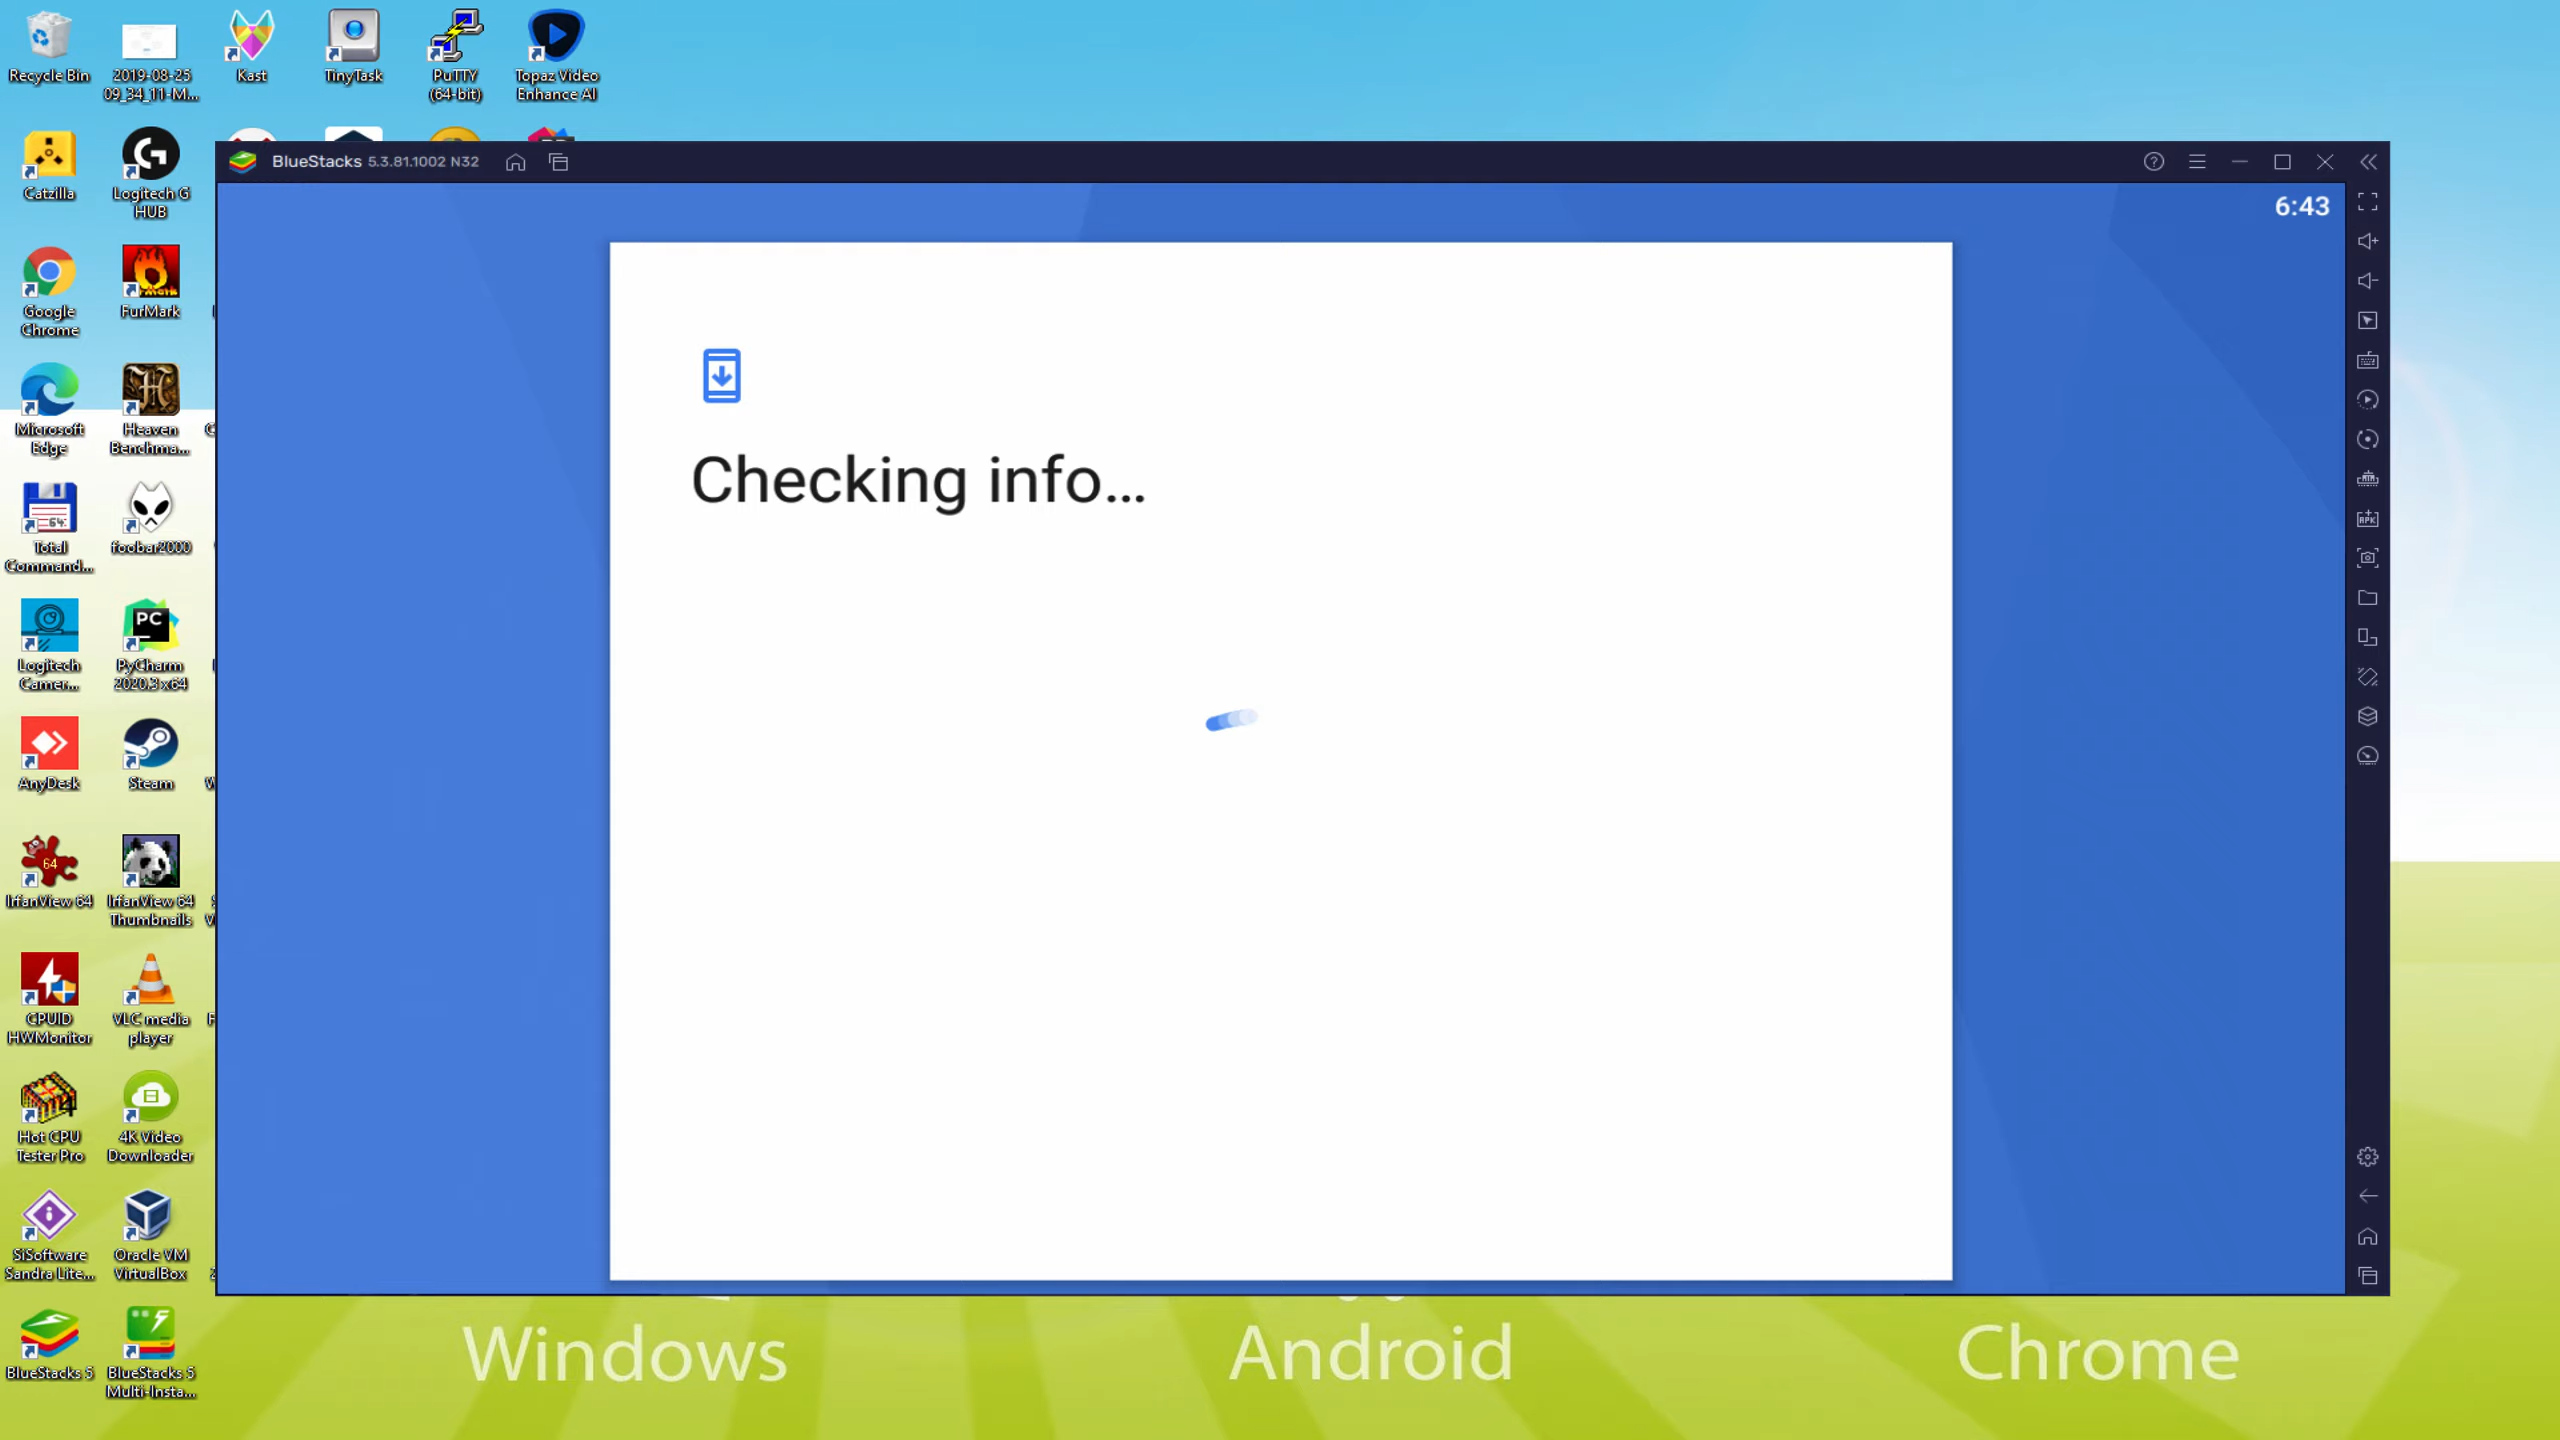 Recycle Bin
2019-08-25
09_34_11-M...
Kast
TinyTask
PuTTY
(64-bit)
Topaz Video
Enhance AI
Catzilla
Logitech G
HUB
BlueStacks 5.3.81.1002 N32
6:43
Google
Chrome
FurMark
Checking info...
Microsoft
Edge
Heaven
Benchma...
Total
Command...
foobar2000
Logitech
Camer...
PC
PyCharm
2020.3 x64
AnyDesk
Steam
64
IrfanView 64
IrfanView 64
Thumbnails
CPUID
HWMonitor
VLC media
player
Hot CPU
Tester Pro
4K Video
Downloader
SiSoftware
Sandra Lite...
Oracle VM
VirtualBox
BlueStacks 5
BlueStacks 5
Multi-Insta...
Windows
Android
Chrome